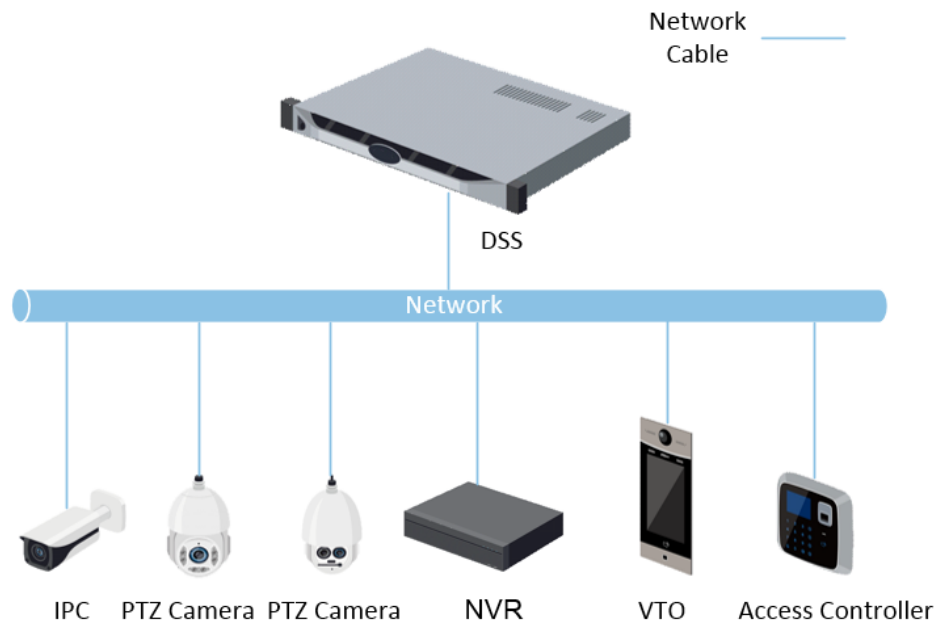 Network
Cable
DSS
Network
IPC
PTZ Camera
PTZ Camera
NVR
VTO
Access Controller